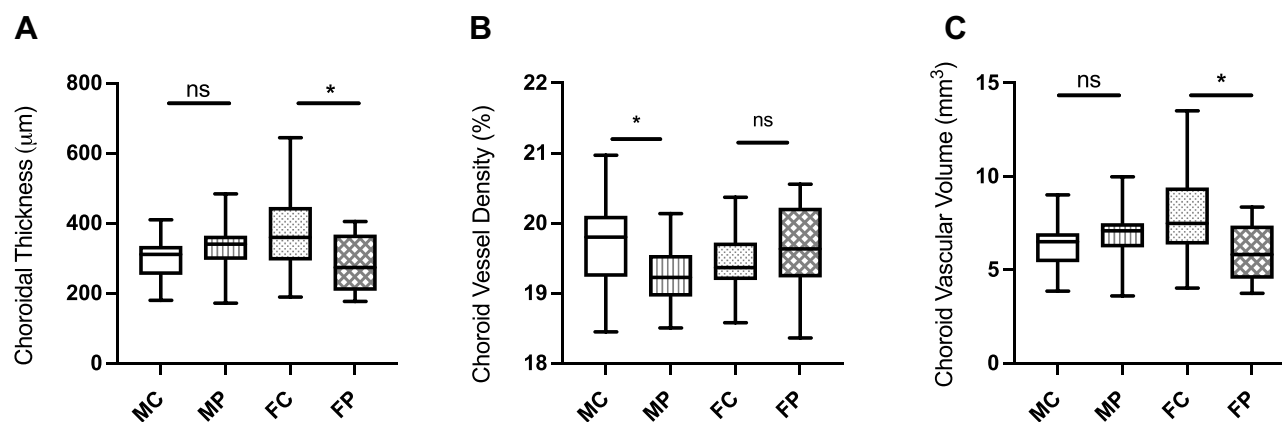 A
Choroidal Thickness (μm)
800
600
400
200
0
ns
*
MC
MP
FC
FP
B
Choroid Vessel Density (%)
22
21
20
19
18
*
ns
MC
MP
FC
FP
C
Choroid Vascular Volume (mm³)
15
10
5
0
ns
*
MC
MP
FC
FP